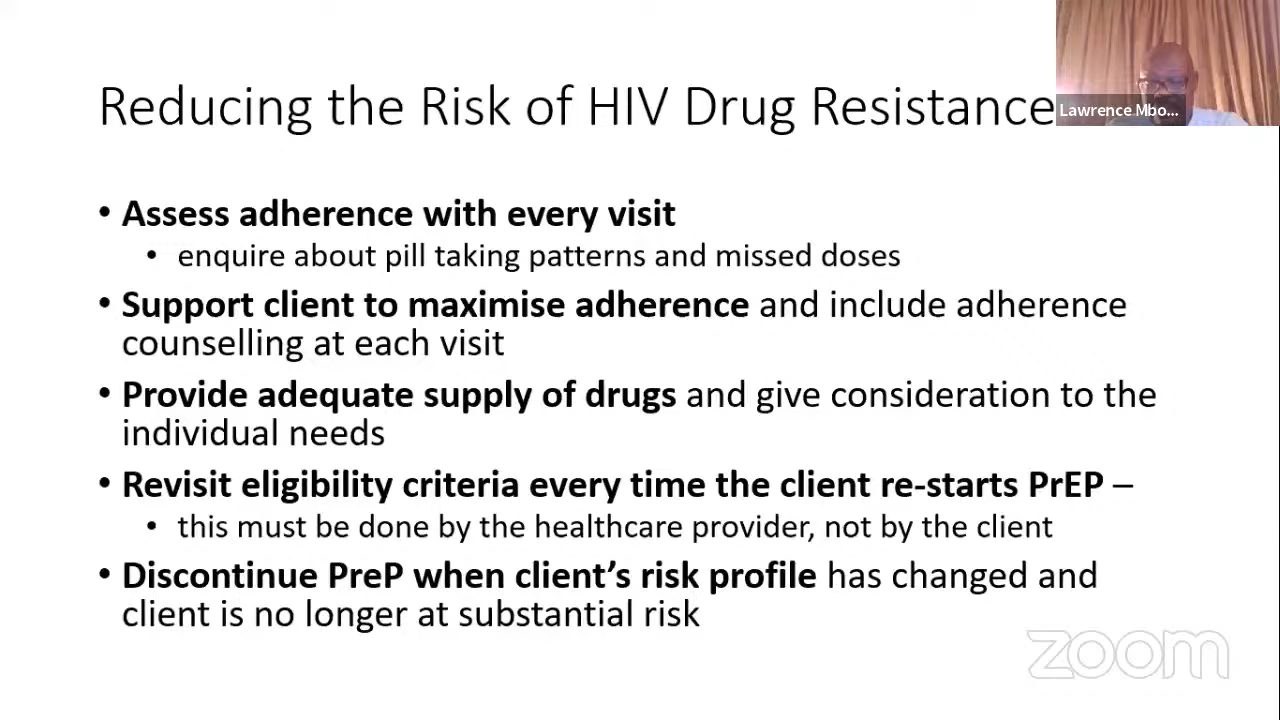 Reducing the Risk of HIV Drug Resistance
Lawrence Mbo...
• Assess adherence with every visit
• enquire about pill taking patterns and missed doses
• Support client to maximise adherence and include adherence
counselling at each visit
• Provide adequate supply of drugs and give consideration to the
individual needs
• Revisit eligibility criteria every time the client re-starts PrEP –
• this must be done by the healthcare provider, not by the client
• Discontinue PreP when client’s risk profile has changed and
client is no longer at substantial risk
zoom